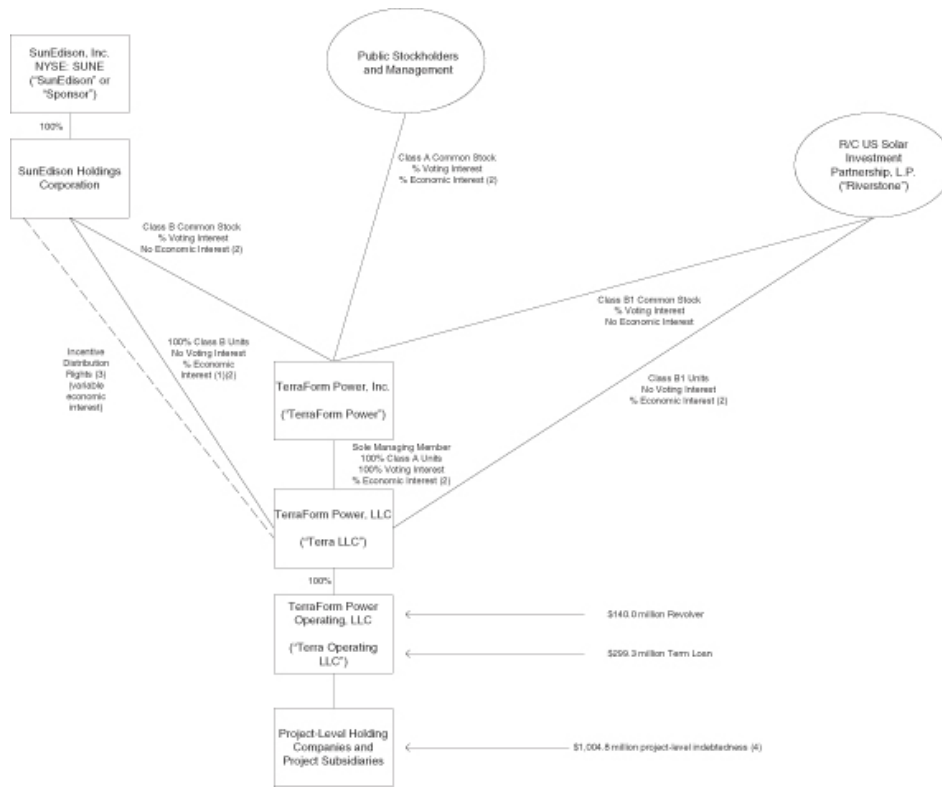 SunEdison, Inc.
NYSE: SUNE
("SunEdison" or
"Sponsor")
Public Stockholders
and Management
100%
SunEdison Holdings
Corporation
R/C US Solar
Investment
Partnership, L.P.
("Riverstone")
Class A Common Stock
% Voting Interest
% Economic Interest (2)
Class B Common Stock
% Voting Interest
No Economic Interest (2)
Class B1 Common Stock
% Voting Interest
No Economic Interest
Incentive
Distribution
Rights (3)
(variable
economic
interest)
100% Class B Units
No Voting Interest
% Economic
Interest (1)(2)
TerraForm Power, Inc.
("TerraForm Power")
Class B1 Units
No Voting Interest
% Economic Interest (2)
Sole Managing Member
100% Class A Units
100% Voting Interest
% Economic Interest (2)
TerraForm Power, LLC
("Terra LLC")
100%
TerraForm Power
Operating, LLC
("Terra Operating
LLC")
$140.0 million Revolver
$299.3 million Term Loan
Project-Level Holding
Companies and
Project Subsidiaries
$1,004.8 million project-level indebtedness (4)